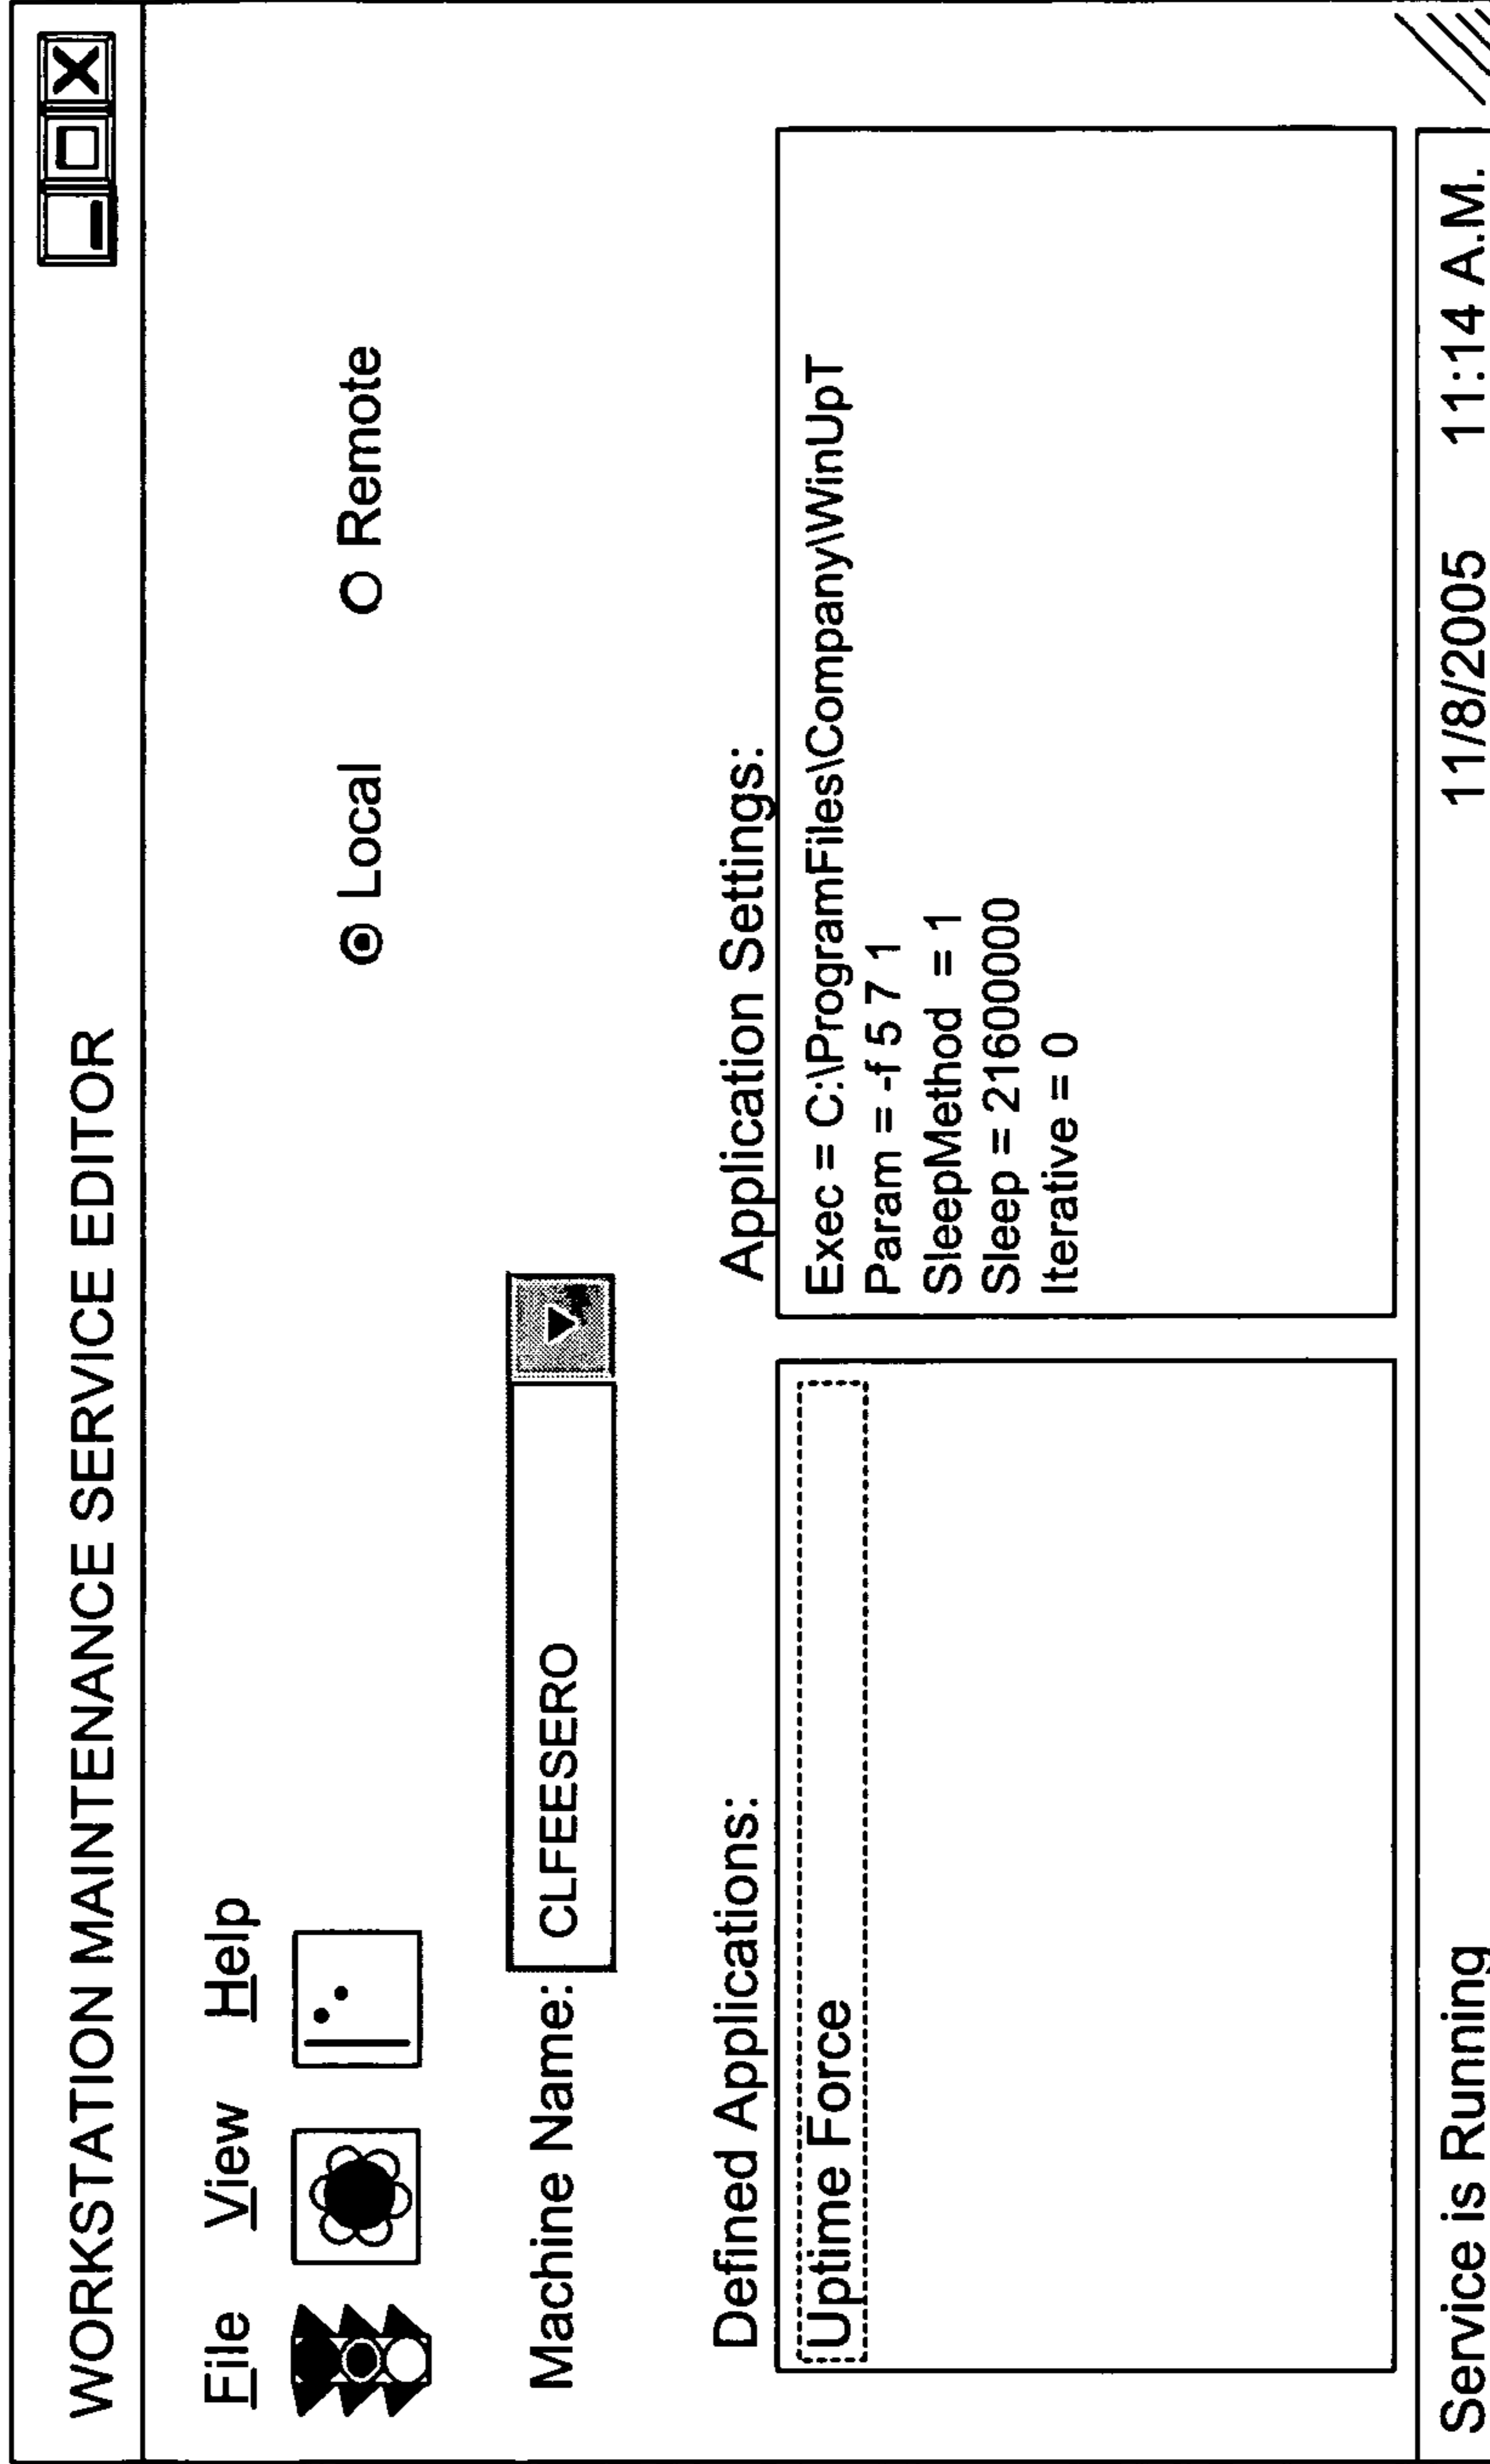 WORKSTATION MAINTENANCE SERVICE EDITOR
File View Help
Local Remote
Machine Name: CLFEESERO
Defined Applications: Application Settings:
Uptime Force
Exec = C:\ProgramFiles\Company\WinUpT
Param = -f 5 7 1
SleepMethod = 1
Sleep = 21600000
Iterative = 0
Service is Running 11/8/2005 11:14 A.M.